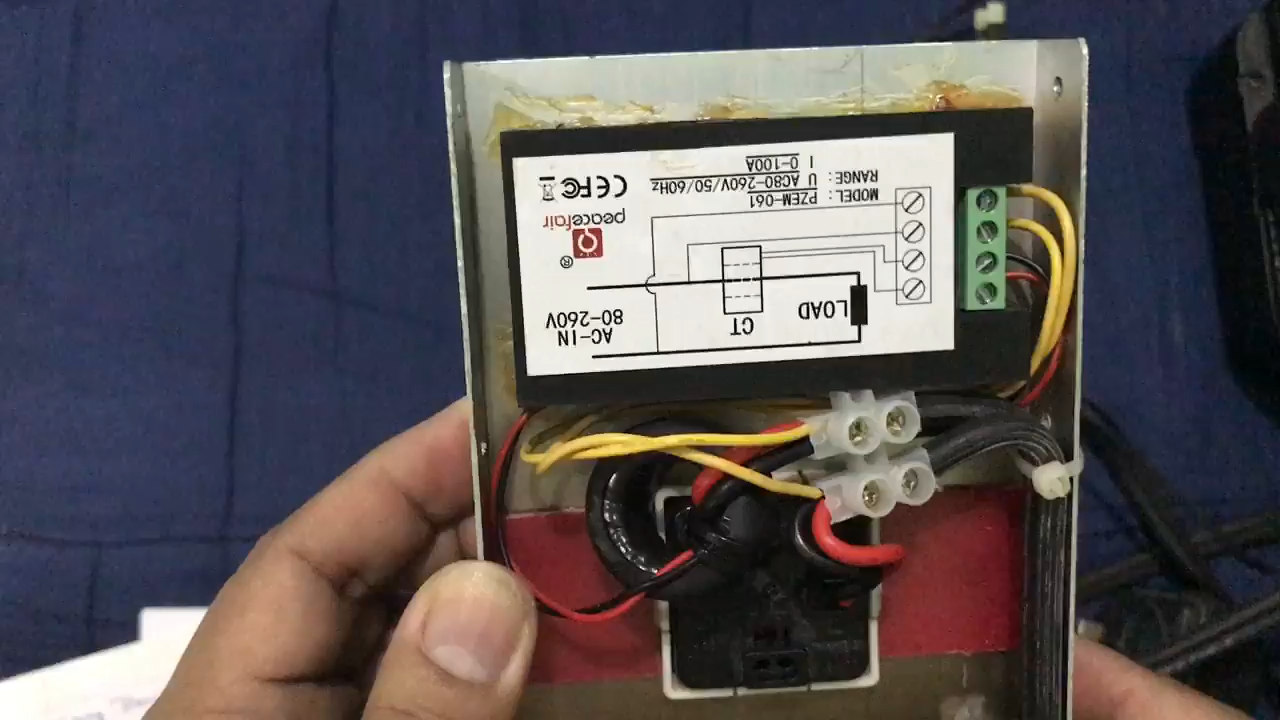 LOAD
CT
AC-IN
80-260V
MODEL: PZEM-061
RANGE: U AC80-260V/50/60Hz
I 0-100A
®
peacefair
CE FC